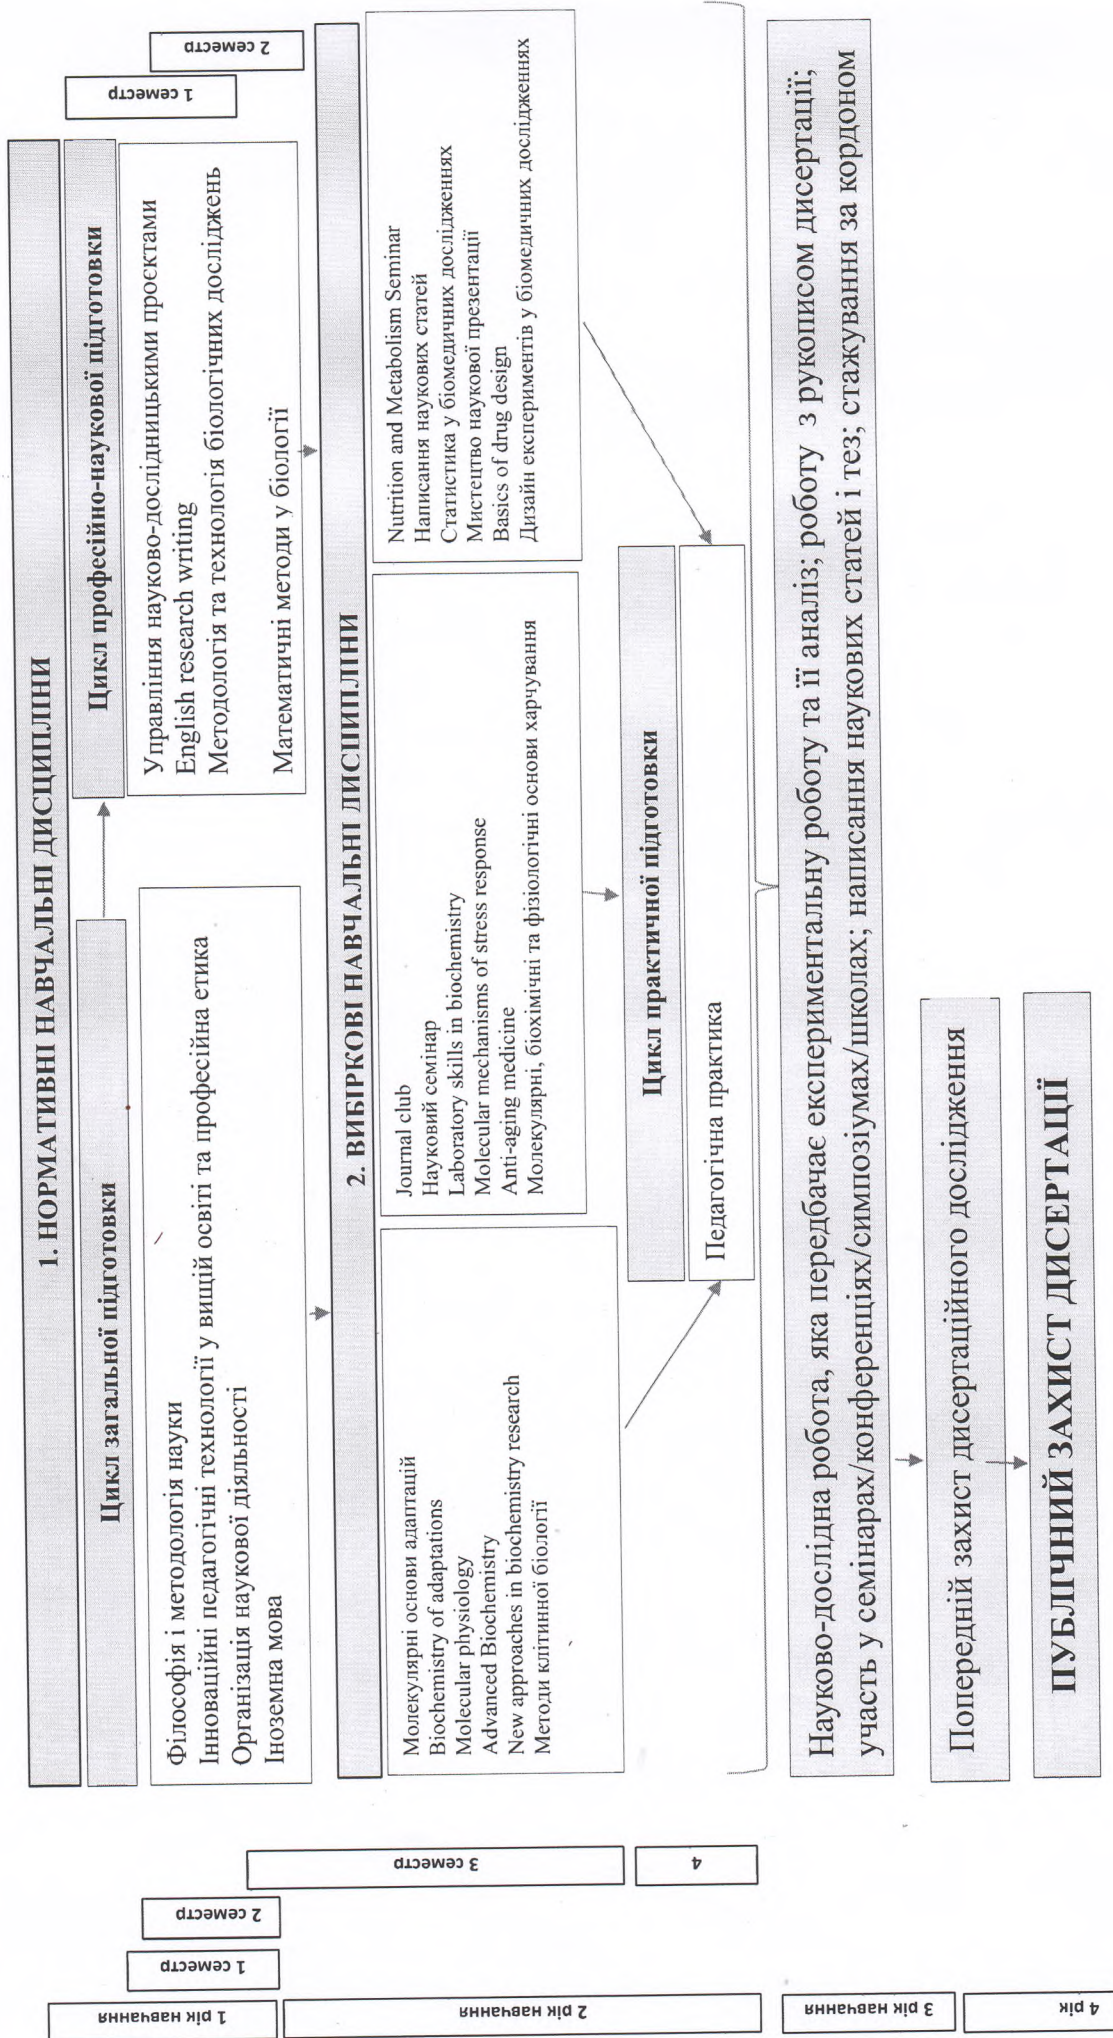 1. НОРМАТИВНІ НАВЧАЛЬНІ ДИСЦИПЛІНИ
Цикл загальної підготовки
Філософія і методологія науки
Інноваційні педагогічні технології у вищій освіті та професійна етика
Організація наукової діяльності
Іноземна мова
Цикл професійно-наукової підготовки
Управління науково-дослідницькими проєктами
English research writing
Методологія та технологія біологічних досліджень
Математичні методи у біології
1 семестр
2 семестр
2. ВИБІРКОВІ НАВЧАЛЬНІ ДИСЦИПЛІНИ
Молекулярні основи адаптацій
Biochemistry of adaptations
Molecular physiology
Advanced Biochemistry
New approaches in biochemistry research
Методи клітинної біології
Journal club
Науковий семінар
Laboratory skills in biochemistry
Molecular mechanisms of stress response
Anti-aging medicine
Молекулярні, біохімічні та фізіологічні основи харчування
Nutrition and Metabolism Seminar
Написання наукових статей
Статистика у біомедичних дослідженнях
Мистецтво наукової презентації
Basics of drug design
Дизайн експериментів у біомедичних дослідженнях
Цикл практичної підготовки
Педагогічна практика
Науково-дослідна робота, яка передбачає експериментальну роботу та її аналіз; роботу з рукописом дисертації;
участь у семінарах/конференціях/симпозіумах/школах; написання наукових статей і тез; стажування за кордоном
Попередній захист дисертаційного дослідження
ПУБЛІЧНИЙ ЗАХИСТ ДИСЕРТАЦІЇ
1 рік навчання
1 семестр
2 семестр
2 рік навчання
3 семестр
4
3 рік навчання
4 рік